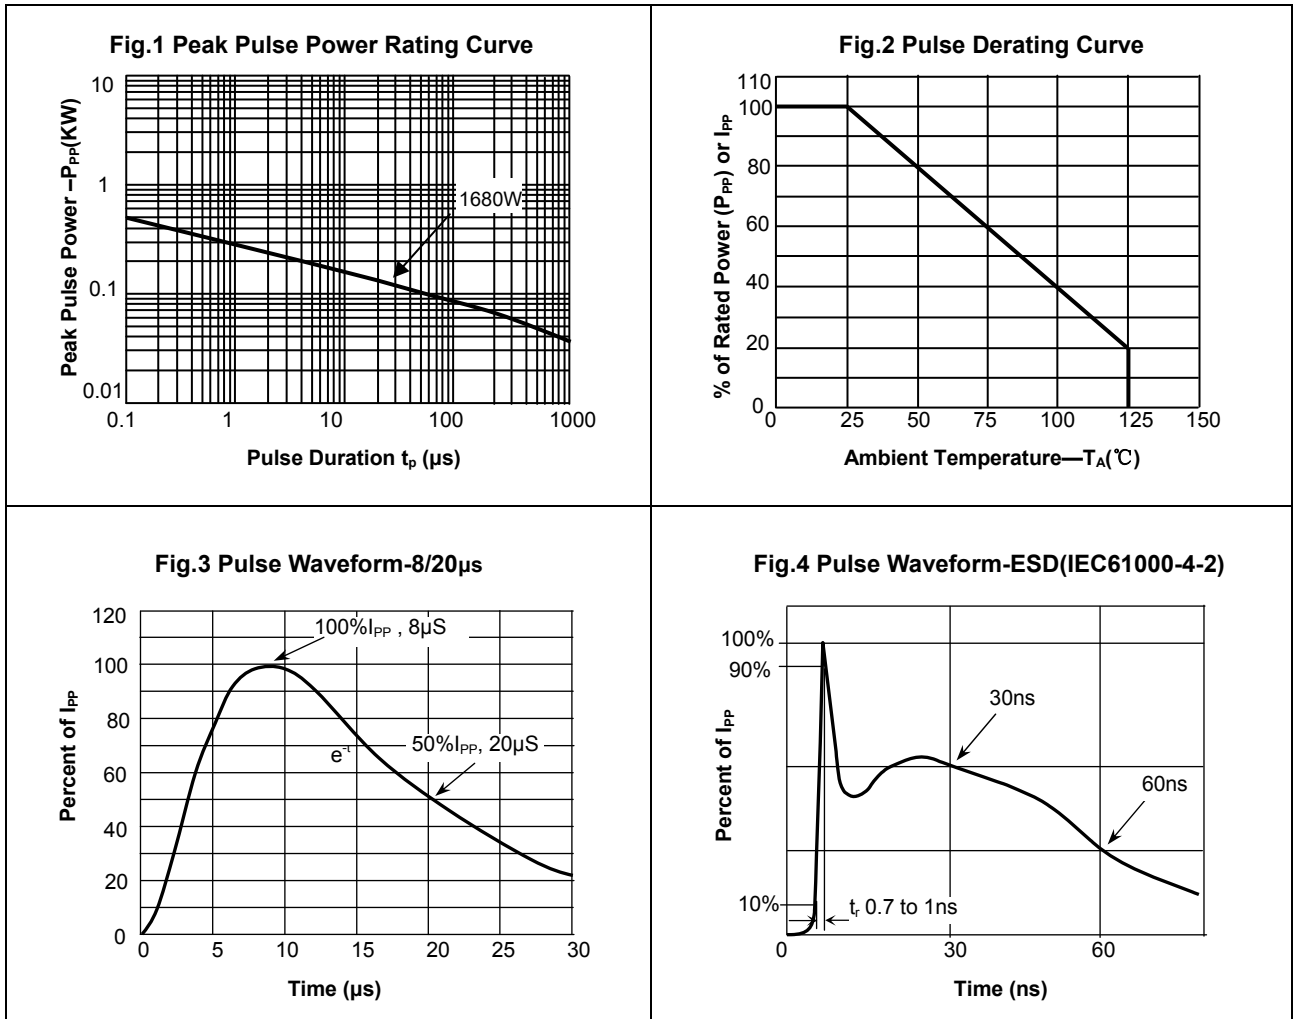 Fig.1 Peak Pulse Power Rating Curve
Peak Pulse Power –PPP(KW)
10
1
0.1
0.01
1680W
0.1 1 10 100 1000
Pulse Duration tp (µs)
Fig.2 Pulse Derating Curve
% of Rated Power (PPP) or IPP
110
100
80
60
40
20
0
0 25 50 75 100 125 150
Ambient Temperature—TA(℃)
Fig.3 Pulse Waveform-8/20µs
Percent of IPP
120
100
80
60
40
20
0
100%IPP , 8µS
e-t
50%IPP, 20µS
0 5 10 15 20 25 30
Time (µs)
Fig.4 Pulse Waveform-ESD(IEC61000-4-2)
Percent of IPP
100%
90%
10%
30ns
60ns
tr 0.7 to 1ns
0 30 60
Time (ns)